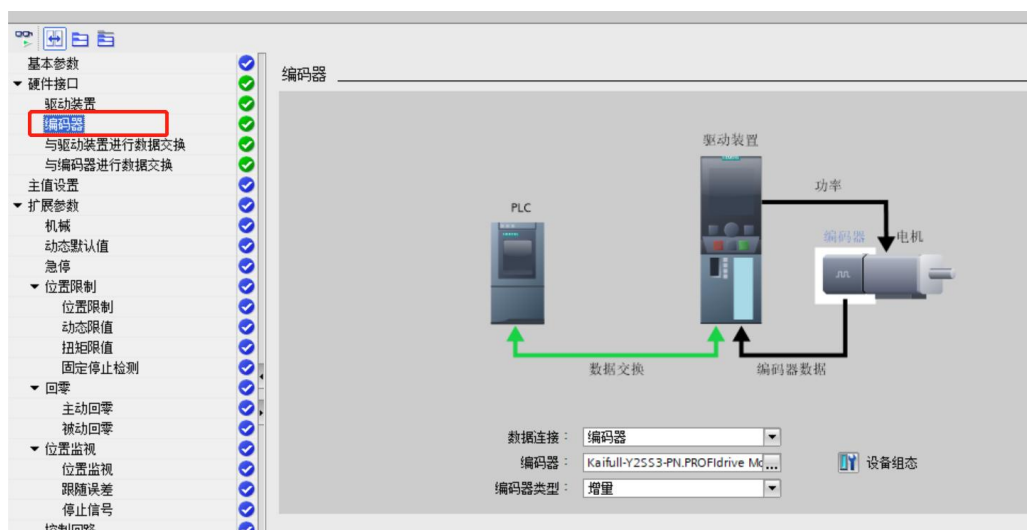 基本参数
硬件接口
驱动装置
编码器
与驱动装置进行数据交换
与编码器进行数据交换
主值设置
扩展参数
机械
动态默认值
急停
位置限制
位置限制
动态限值
扭矩限值
固定停止检测
回零
主动回零
被动回零
位置监视
位置监视
跟随误差
停止信号
控制回路
编码器
驱动装置
功率
PLC
编码器
电机
数据交换
编码器数据
数据连接：
编码器
编码器：
Kaifull-Y2SS3-PN.PROFIdrive Mo...
设备组态
编码器类型：
增量